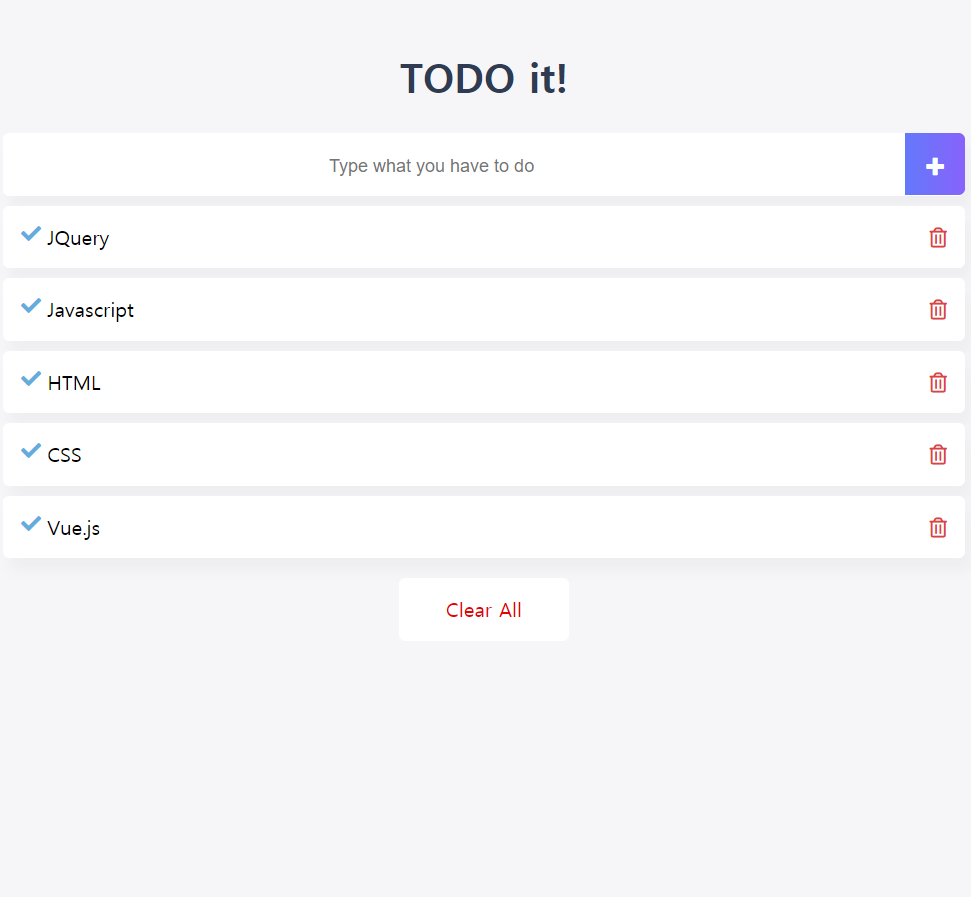 TODO it!
Type what you have to do
JQuery
Javascript
HTML
CSS
Vue.js
Clear All